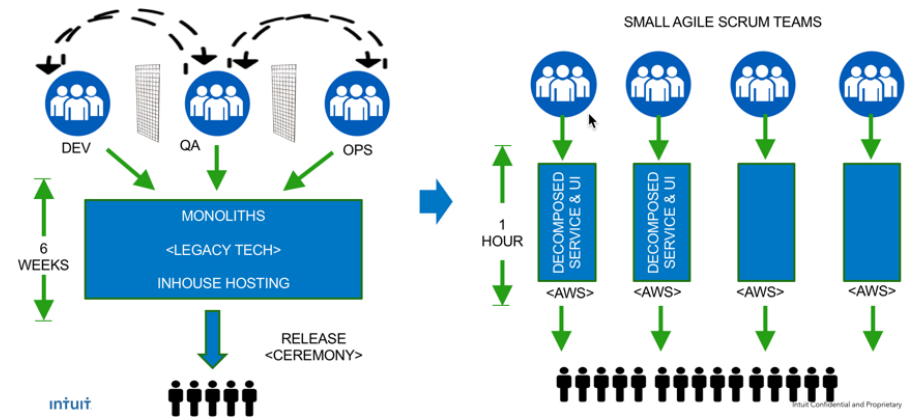 SMALL AGILE SCRUM TEAMS
DEV
QA
OPS
6
WEEKS
MONOLITHS
<LEGACY TECH>
INHOUSE HOSTING
RELEASE
<CEREMONY>
intuit
1
HOUR
DECOMPOSED
SERVICE & UI
DECOMPOSED
SERVICE & UI
<AWS>
<AWS>
<AWS>
<AWS>
Intuit Confidential and Proprietary